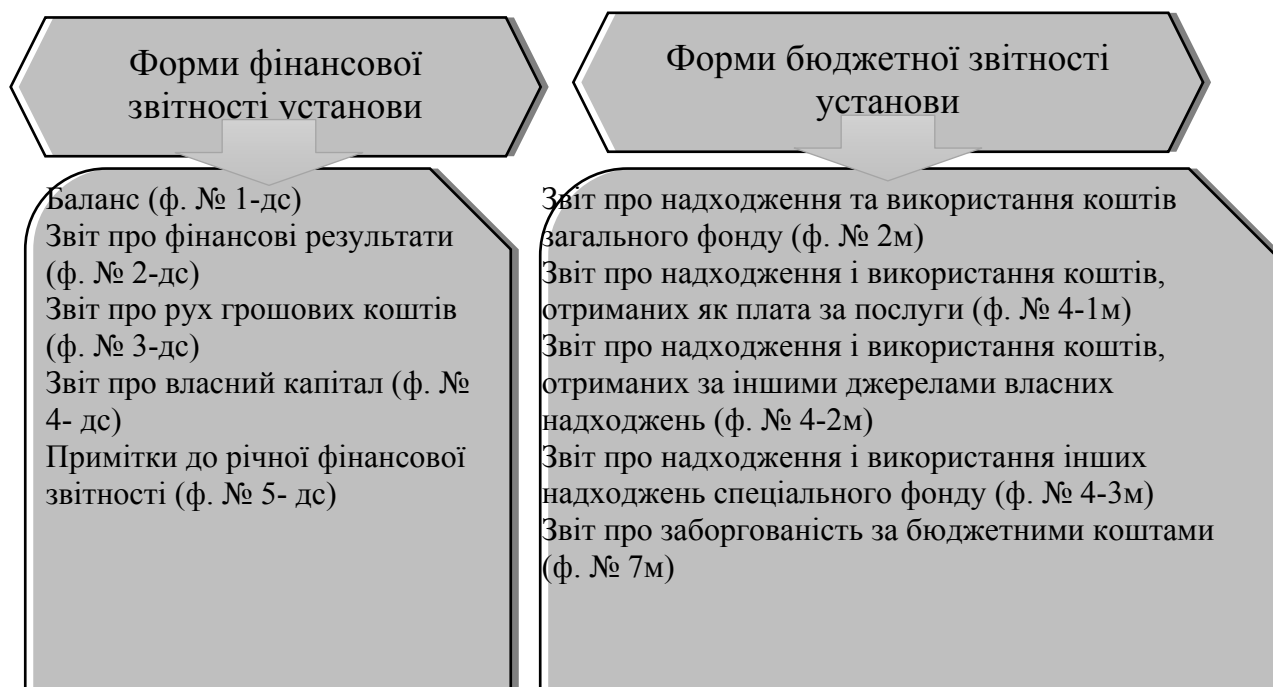 Форми фінансової
звітності установи
Баланс (ф. № 1-дс)
Звіт про фінансові результати
(ф. № 2-дс)
Звіт про рух грошових коштів
(ф. № 3-дс)
Звіт про власний капітал (ф. №
4- дс)
Примітки до річної фінансової
звітності (ф. № 5- дс)
Форми бюджетної звітності
установи
Звіт про надходження та використання коштів
загального фонду (ф. № 2м)
Звіт про надходження і використання коштів,
отриманих як плата за послуги (ф. № 4-1м)
Звіт про надходження і використання коштів,
отриманих за іншими джерелами власних
надходжень (ф. № 4-2м)
Звіт про надходження і використання інших
надходжень спеціального фонду (ф. № 4-3м)
Звіт про заборгованість за бюджетними коштами
(ф. № 7м)